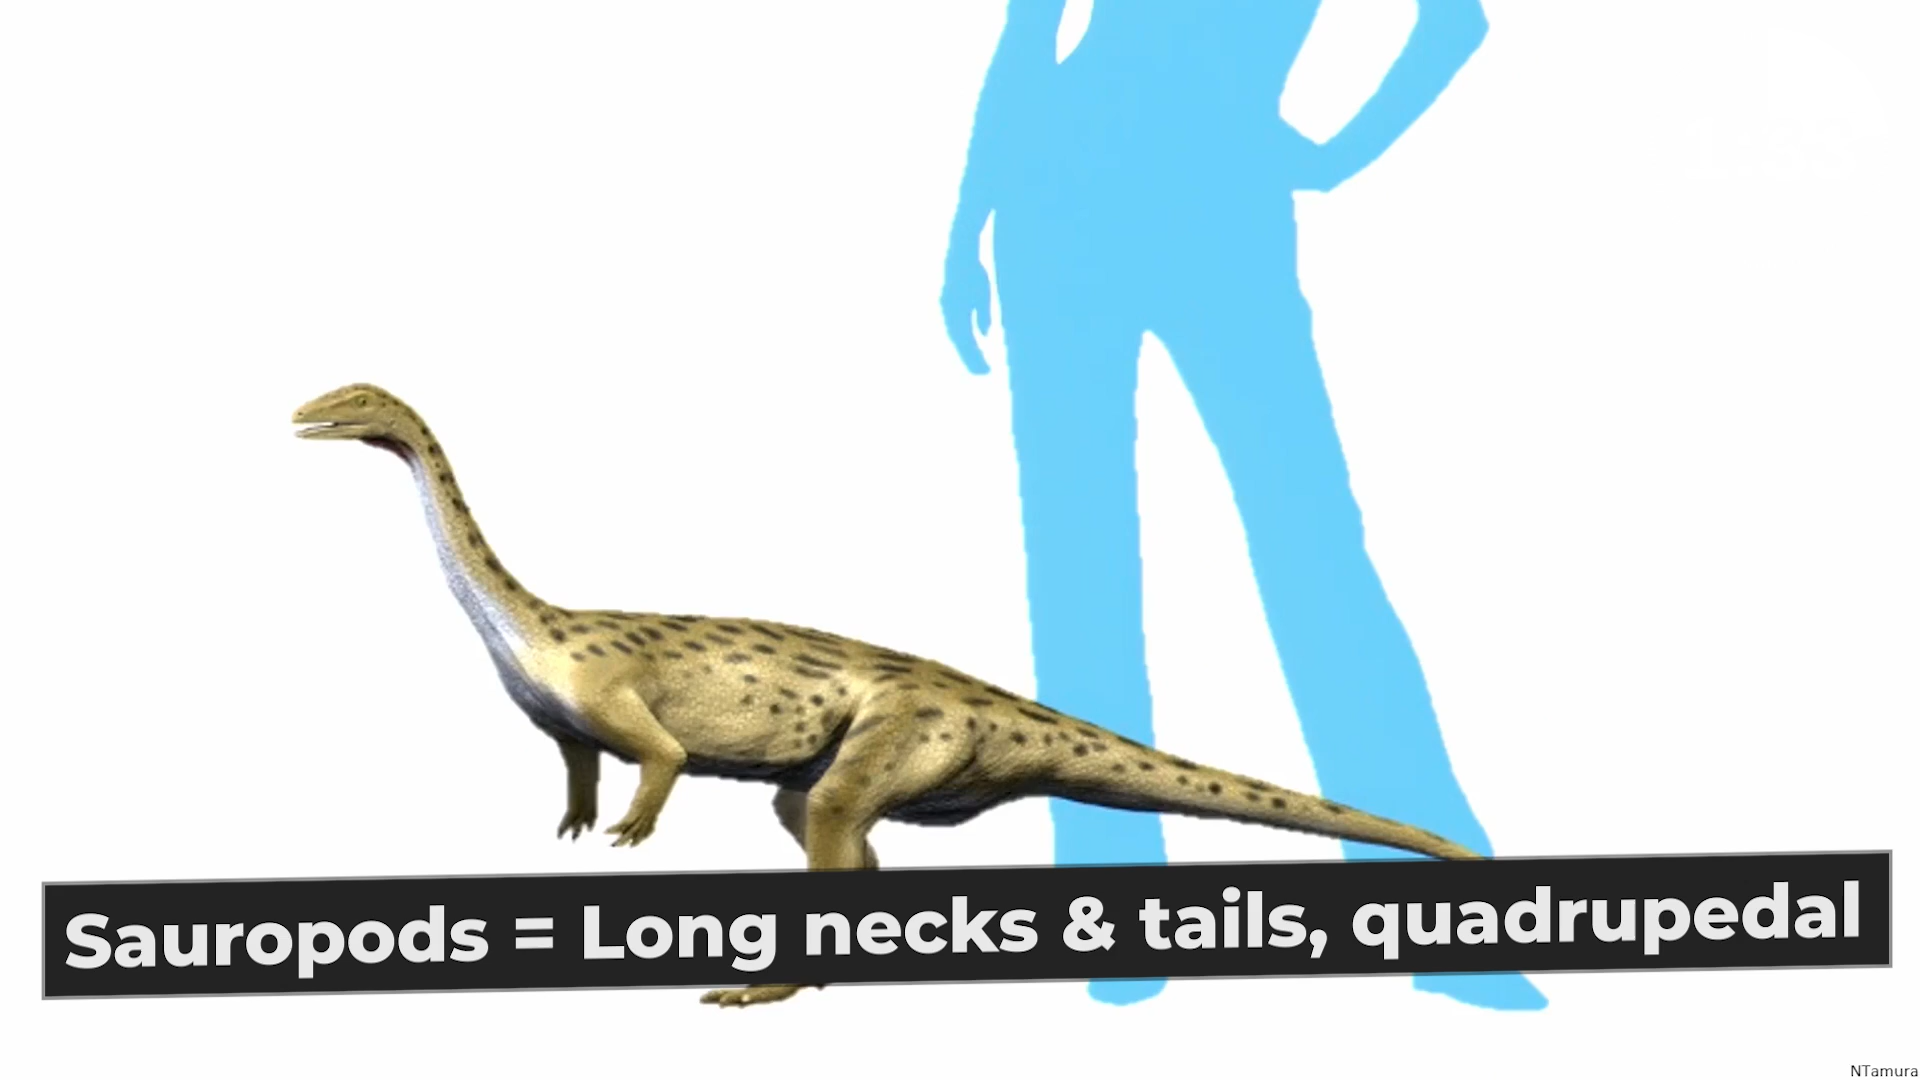 Sauropods = Long necks & tails, quadrupedal
NTamura